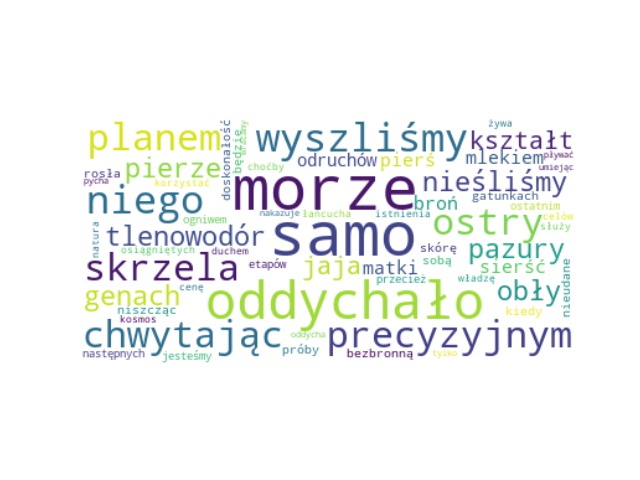 planem wyszliśmy kształt żywa
rosła pierze doskonałość będzie choćby odruchów pierś mlekiem pływać
pycha korzystać morze nieśliśmy umiejąc
niego ogniwem nakazuje łańcucha istnienia broń gatunkach ostatnim
natura tlenowodór samo ostry celom służy
osiągniętych duchem skórę pazury
skrzela etapów jaja matki sobą sierść
genach cenę oddychało przecież władzę obły nieudane
niszcząc kiedy
kosmos chwytając oddycha precyzyjnym
następnych jesteśmy próby bezbronną tylko